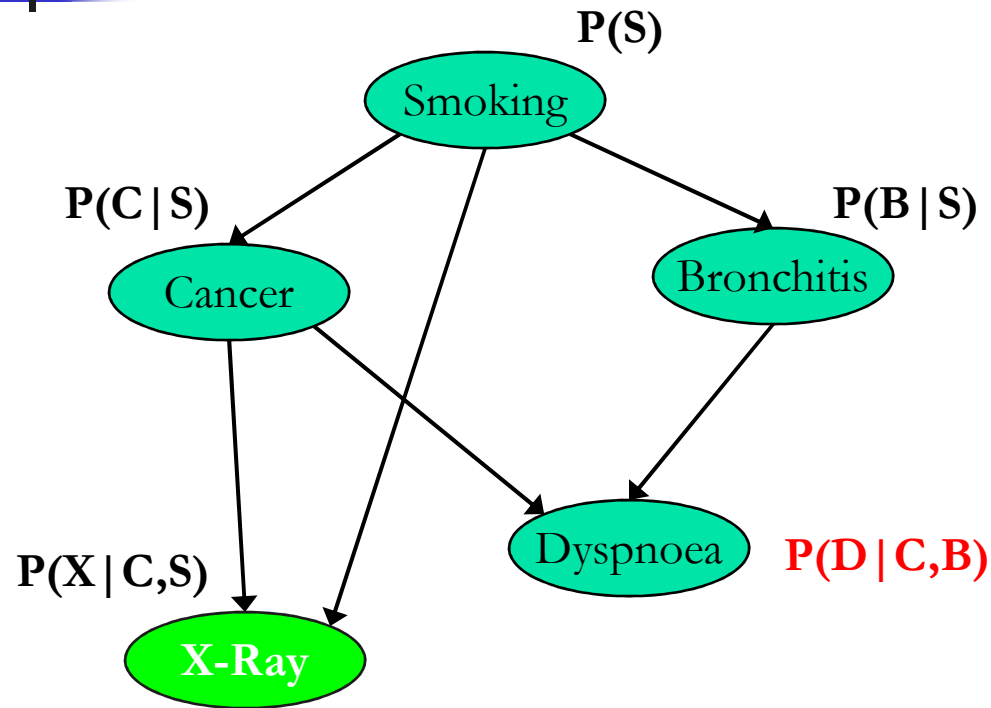 P(S)
Smoking
P(C|S)
P(B|S)
Cancer
Bronchitis
P(X|C,S)
Dyspnoea
P(D|C,B)
X-Ray